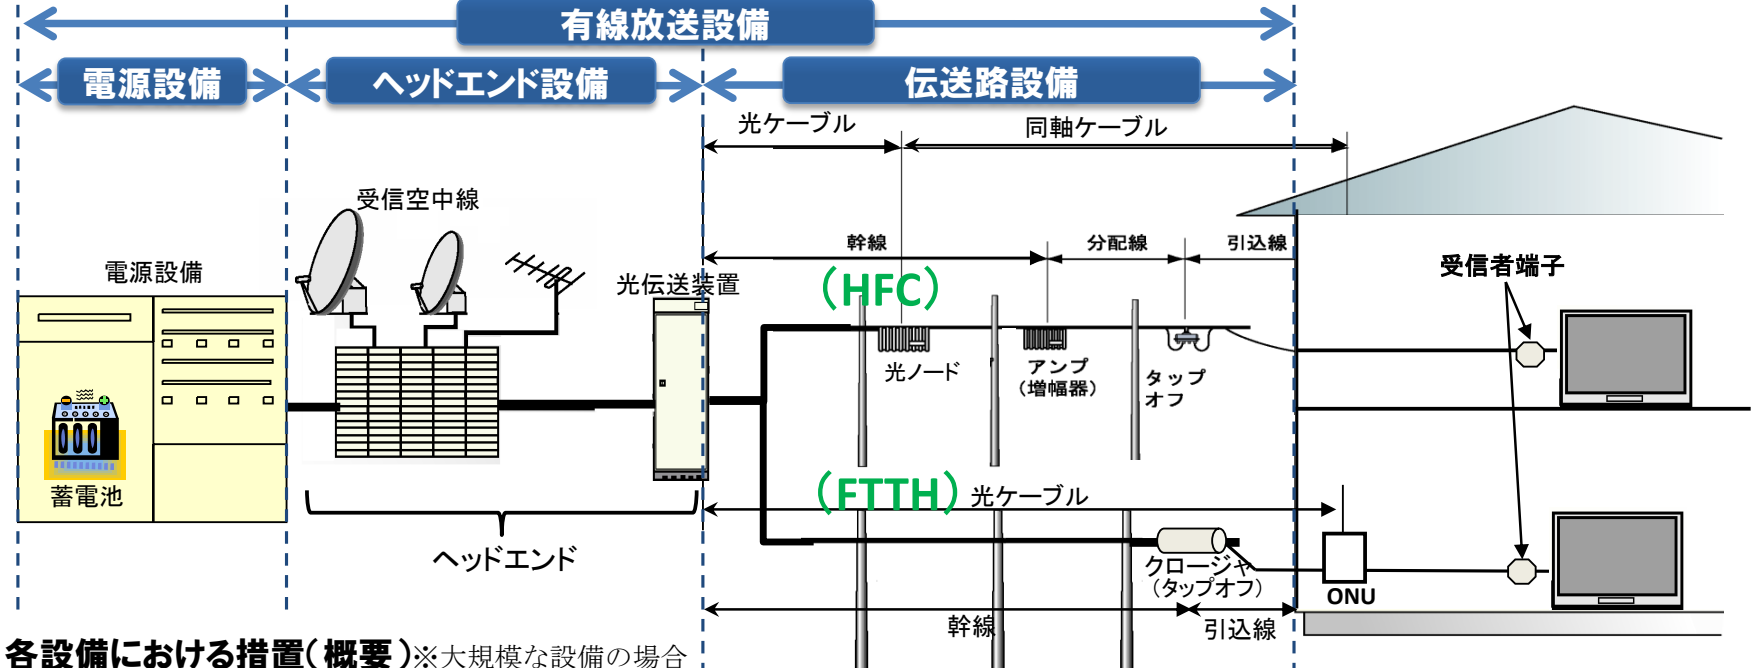 有線放送設備
電源設備
ヘッドエンド設備
伝送路設備
光ケーブル
同軸ケーブル
受信空中線
幹線
分配線
引込線
電源設備
光伝送装置
(HFC)
受信者端子
光ノード
アンプ
(増幅器)
タップ
オフ
蓄電池
(FTTH)
光ケーブル
ヘッドエンド
クロージャ
(タップオフ)
ONU
幹線
引込線
各設備における措置(概要)※大規模な設備の場合